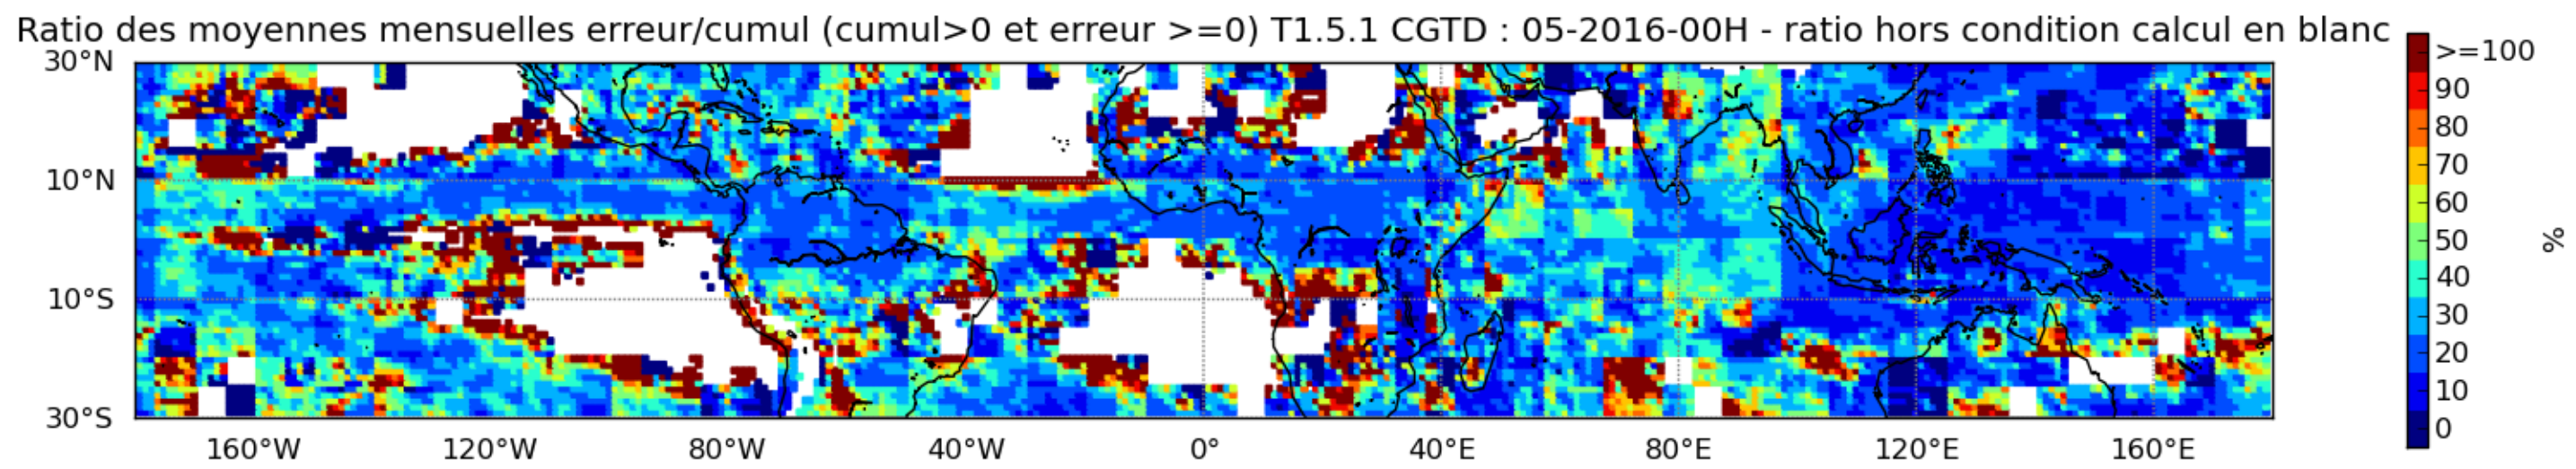 Ratio des moyennes mensuelles erreur/cumul (cumul>0 et erreur >=0) T1.5.1 CGTD : 05-2016-00H - ratio hors condition calcul en blanc
30°N
10°N
10°S
30°S
160°W 120°W 80°W 40°W 0° 40°E 80°E 120°E 160°E
>=100
90
80
70
60
50
40
30
20
10
0
%